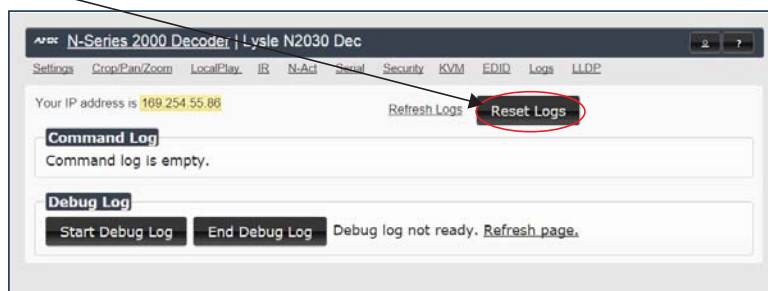 AMX N-Series 2000 Decoder | Lysle N2030 Dec ?
Settings Crop/Pan/Zoom LocalPlay IR N-Act Serial Security KVM EDID Logs LLDP
Your IP address is 169.254.55.86 Refresh Logs Reset Logs
Command Log
Command log is empty.
Debug Log
Start Debug Log End Debug Log Debug log not ready. Refresh page.